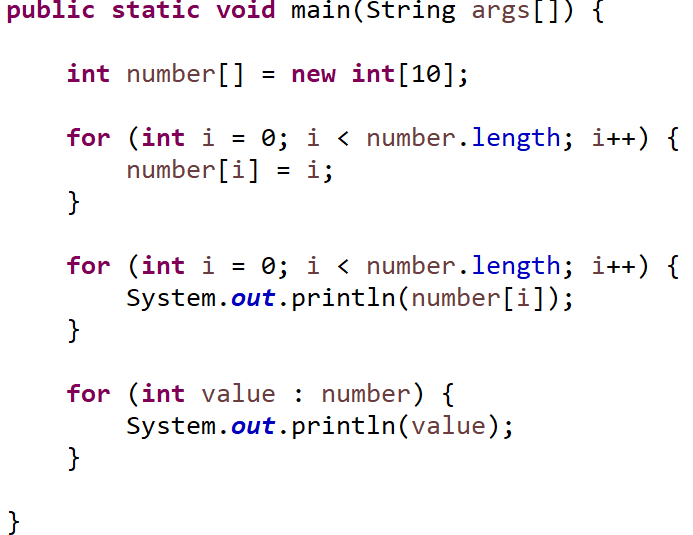 public static void main(String args[]) {
int number[] = new int[10];
for (int i = 0; i < number.length; i++) {
number[i] = i;
}
for (int i = 0; i < number.length; i++) {
System.out.println(number[i]);
}
for (int value : number) {
System.out.println(value);
}
}